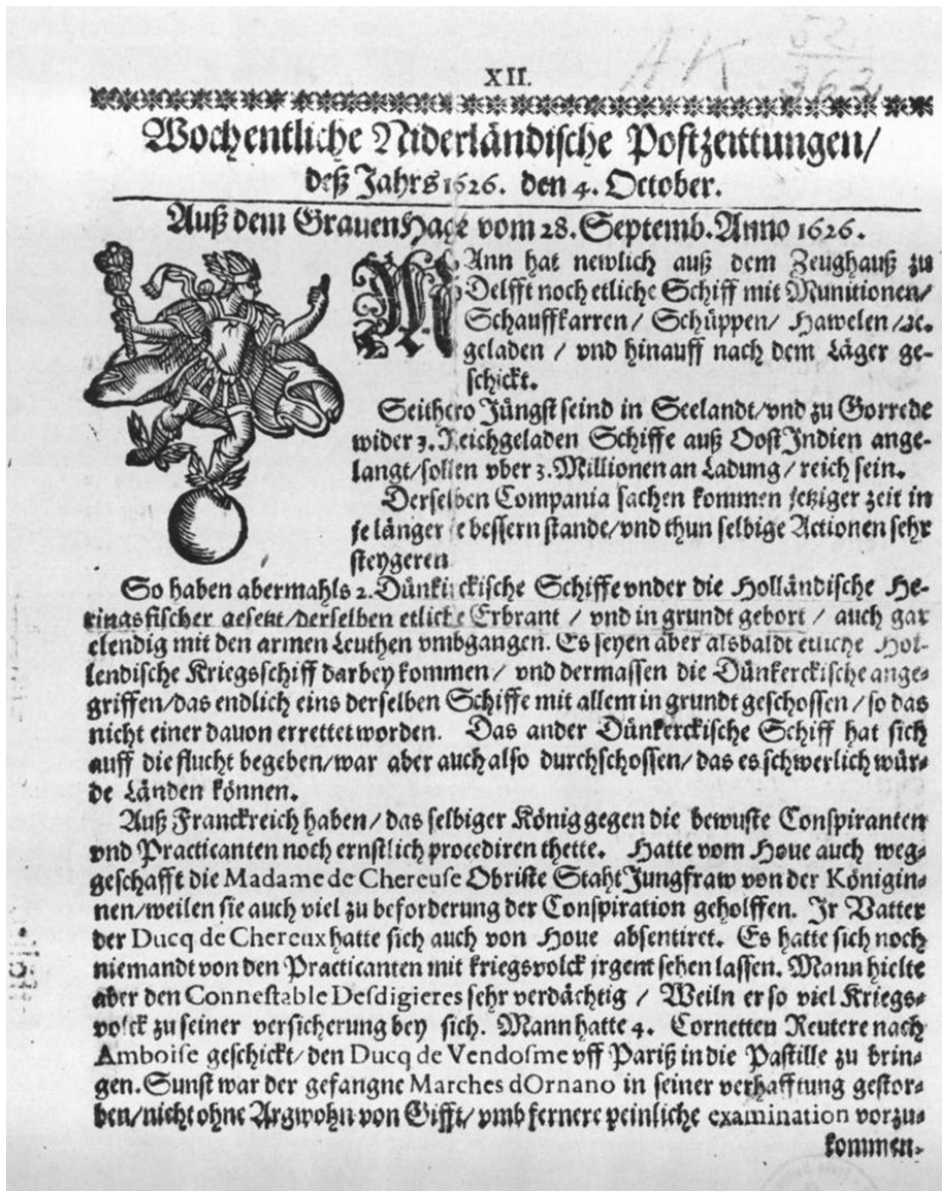 AK 52
363
XII.
Wochentliche Niderländische Postzeittungen/
deß Jahrs 1626. den 4. October.
Auß dem GravenHage vom 28. Septemb. Anno 1626.
MAnn hat newlich auß dem Zeughauß zu
Delfft noch etliche Schiff mit Munitionen/
Schauffkarren/ Schüppen/ Hawelen/ꝛc.
geladen / vnd hinauff nach dem Läger ge-
schickt.
Seithero Jüngst seind in Seelandt/vnd zu Gorrede
wider 3. Reichgeladen Schiffe auß Oost Indien ange-
langt/sollen vber 3. Millionen an Ladung / reich sein.
Derselben Compania sachen kommen jetziger zeit in
je länger je bessern stande/vnd thun selbige Actionen sehr
steygeren
So haben abermahls 2. Dünkirckische Schiffe vnder die Holländische He-
ringsfischer gesetzt/derselben etliche Erbrant / vnd in grundt gebort / auch gar
elendig mit den armen Leuthen vmbgangen. Es seyen aber alsbaldt etliche Hol-
lendische Kriegsschiff darbey kommen / vnd dermassen die Dünkerckische ange-
griffen/das endlich eins derselben Schiffe mit allem in grundt geschossen / so das
nicht einer dauon errettet worden. Das ander Dünkerckische Schiff hat sich
auff die flucht begeben/war aber auch also durchschossen/das es schwerlich wür-
de Länden können.
Auß Franckreich haben/ das selbiger König gegen die bewuste Conspiranten
vnd Practicanten noch ernstlich procediren thette. Hatte vom Houe auch weg-
geschafft die Madame de Chereuse Obriste Staht Jungfraw von der Königin-
nen/weilen sie auch viel zu beforderung der Conspiration geholffen. Ir Vatter
der Ducq de Chereux hatte sich auch von Houe absentiret. Es hatte sich noch
niemandt von den Practicanten mit kriegsvolck irgent sehen lassen. Mann hielte
aber den Connestable Desdigieres sehr verdächtig / Weiln er so viel Kriegs-
volck zu seiner versicherung bey sich. Mann hatte 4. Cornetten Reutere nach
Amboise geschickt/ den Ducq de Vendosme vff Pariß in die Pastille zu brin-
gen. Sunst war der gefangne Marches dOrnano in seiner verhafftung gestor-
ben/nicht ohne Argwohn von Gifft/ vmb fernere peinliche examination vorzu-
kommen.